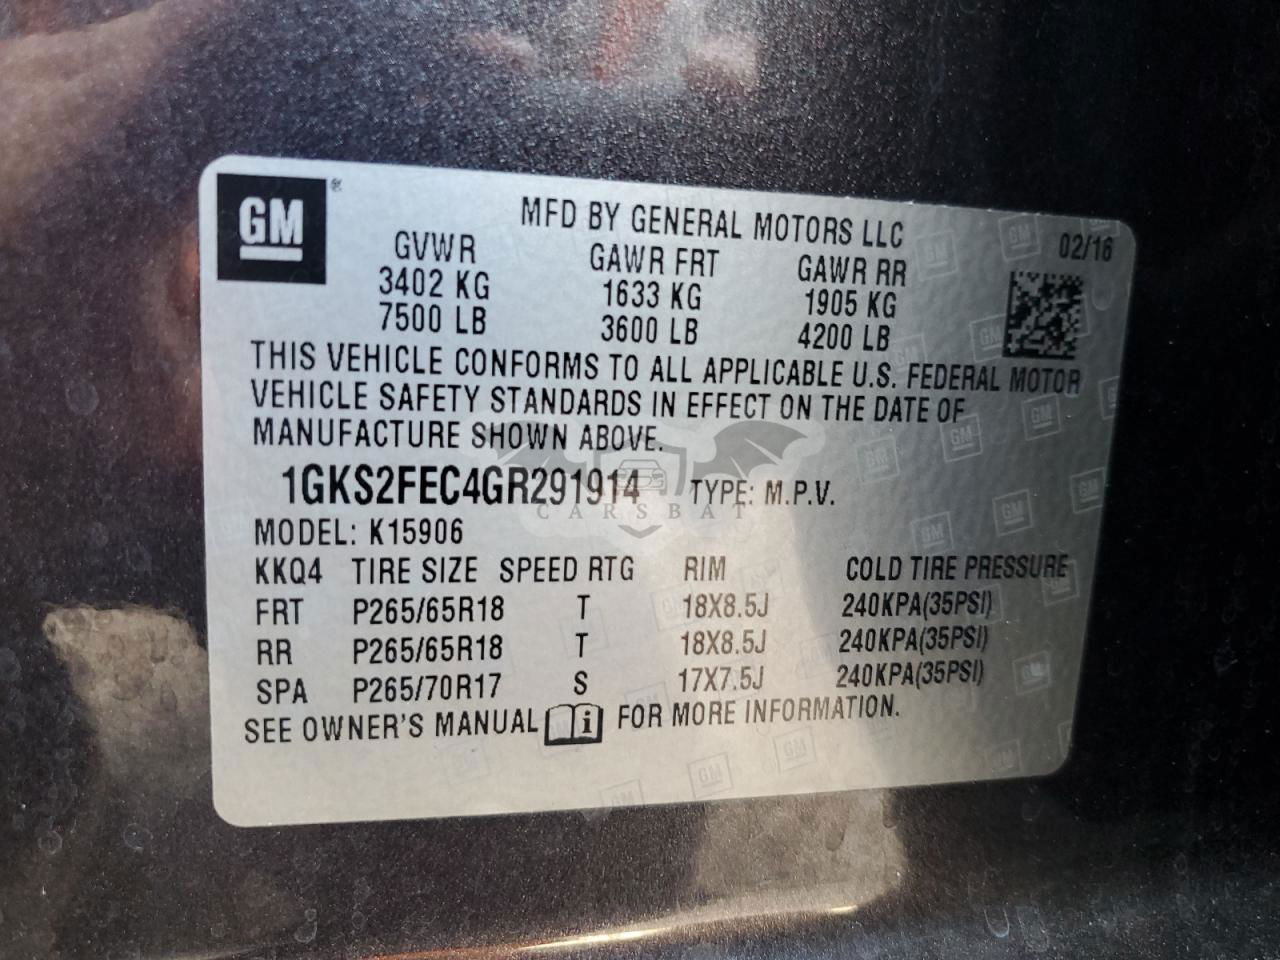 GM ®
MFD BY GENERAL MOTORS LLC
02/16
GVWR GAWR FRT GAWR RR
3402 KG 1633 KG 1905 KG
7500 LB 3600 LB 4200 LB
THIS VEHICLE CONFORMS TO ALL APPLICABLE U.S. FEDERAL MOTOR
VEHICLE SAFETY STANDARDS IN EFFECT ON THE DATE OF
MANUFACTURE SHOWN ABOVE.
1GKS2FEC4GR291914 TYPE: M.P.V.
CARSBAT
MODEL: K15906
KKQ4 TIRE SIZE SPEED RTG RIM COLD TIRE PRESSURE
FRT P265/65R18 T 18X8.5J 240KPA(35PSI)
RR P265/65R18 T 18X8.5J 240KPA(35PSI)
SPA P265/70R17 S 17X7.5J 240KPA(35PSI)
SEE OWNER'S MANUAL i FOR MORE INFORMATION.